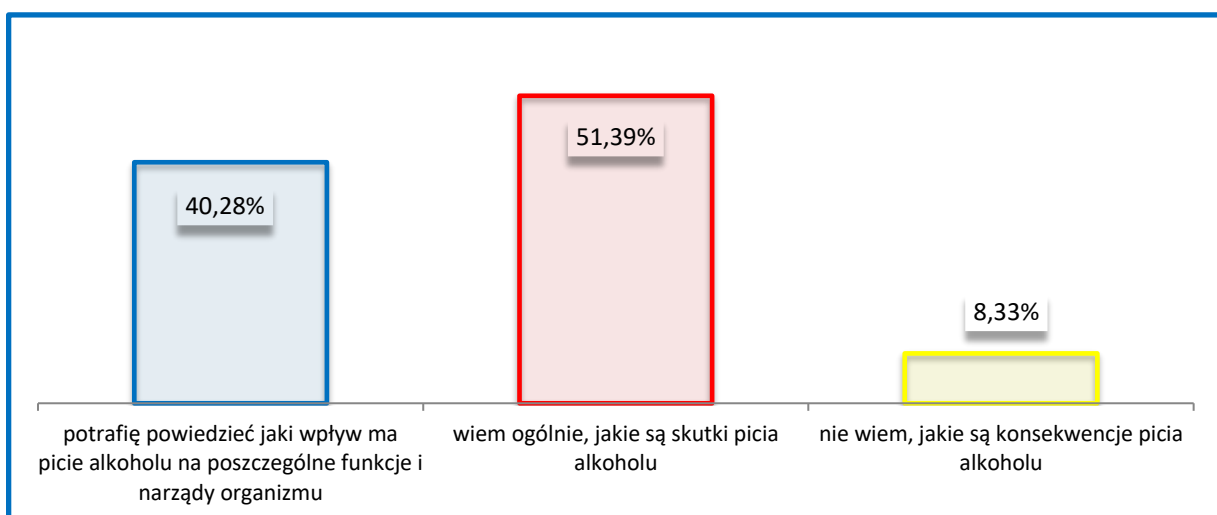 51,39%
40,28%
8,33%
potrafię powiedzieć jaki wpływ ma
picie alkoholu na poszczególne funkcje i
narządy organizmu
wiem ogólnie, jakie są skutki picia
alkoholu
nie wiem, jakie są konsekwencje picia
alkoholu